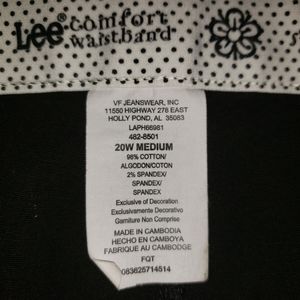 Lee comfort
waistband
VF JEANSWEAR, INC
11550 HIGHWAY 278 EAST
HOLLY POND, AL 35083
LAPH66981
482-8501
20W MEDIUM
98% COTTON/
ALGODON/COTON
2% SPANDEX/
SPANDEX/
SPANDEX
Exclusive of Decoration
Exclusivamente Decorativo
Garniture Non Comprise
MADE IN CAMBODIA
HECHO EN CAMBOYA
FABRIQUE AU CAMBODGE
FQT
083625714514